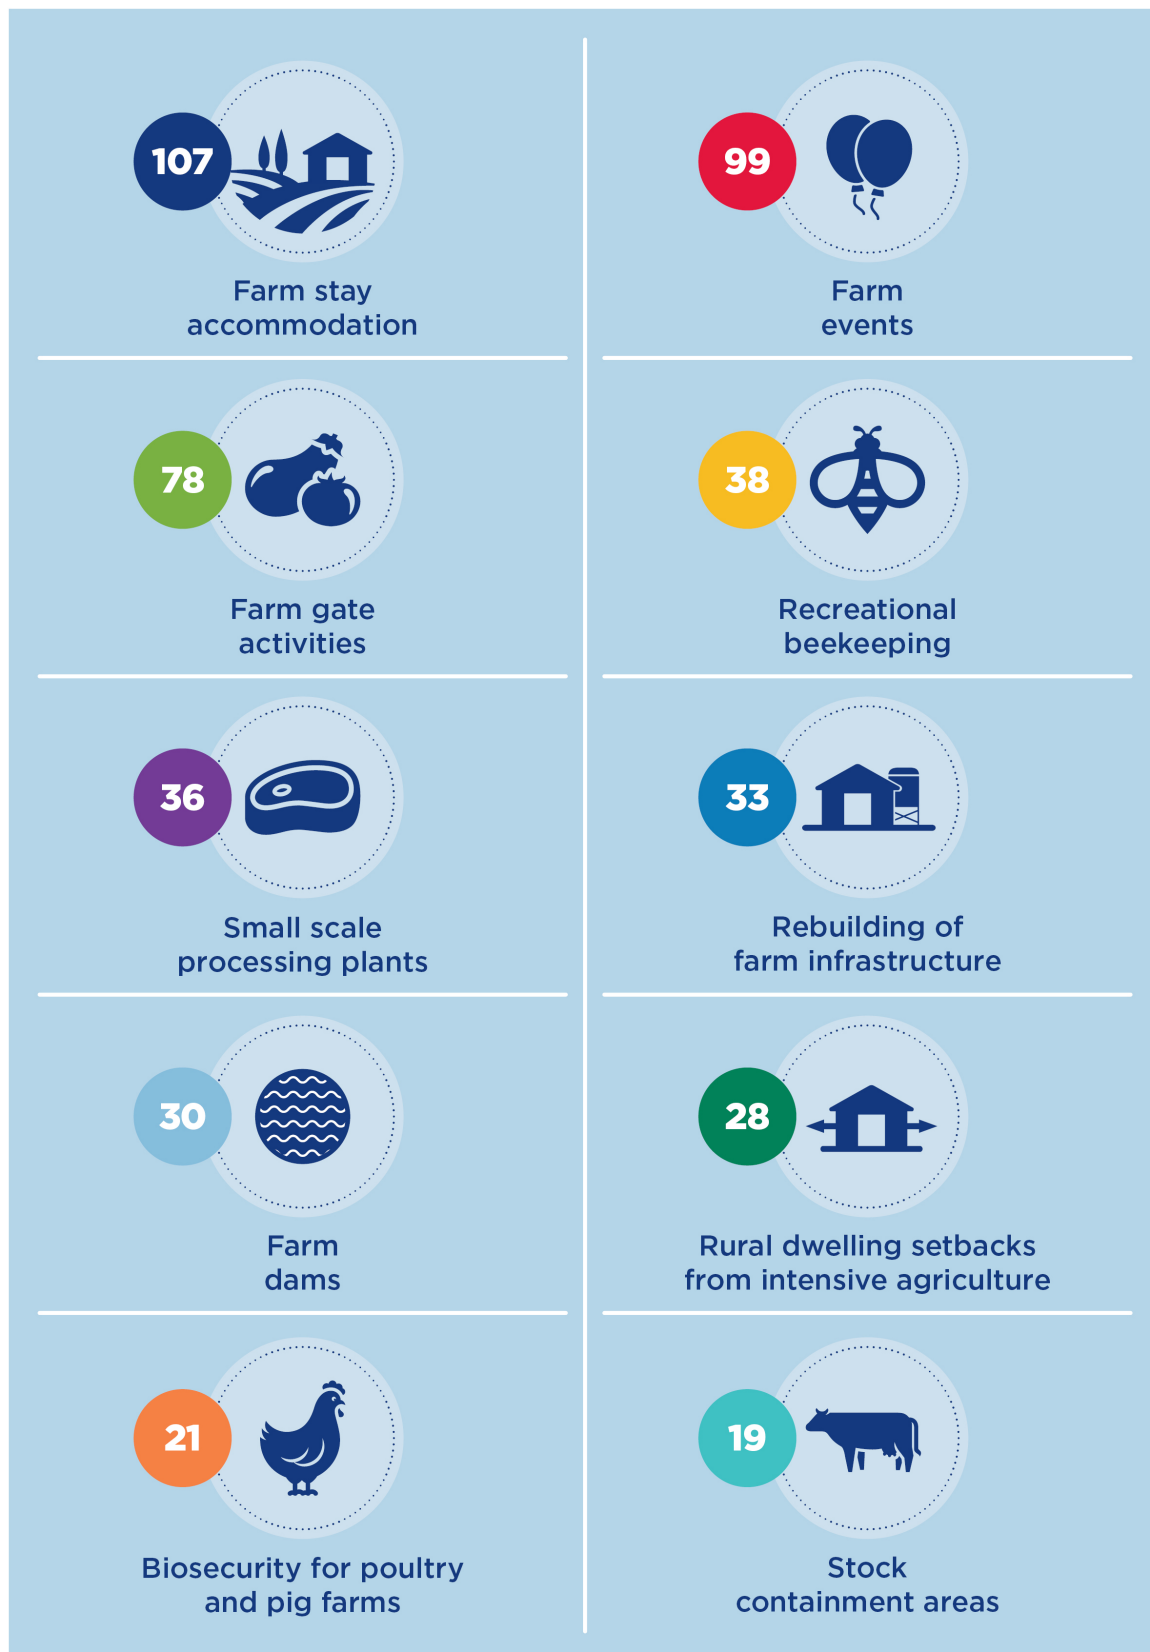 107
Farm stay
accommodation
99
Farm
events
78
Farm gate
activities
38
Recreational
beekeeping
36
Small scale
processing plants
33
Rebuilding of
farm infrastructure
30
Farm
dams
28
Rural dwelling setbacks
from intensive agriculture
21
Biosecurity for poultry
and pig farms
19
Stock
containment areas